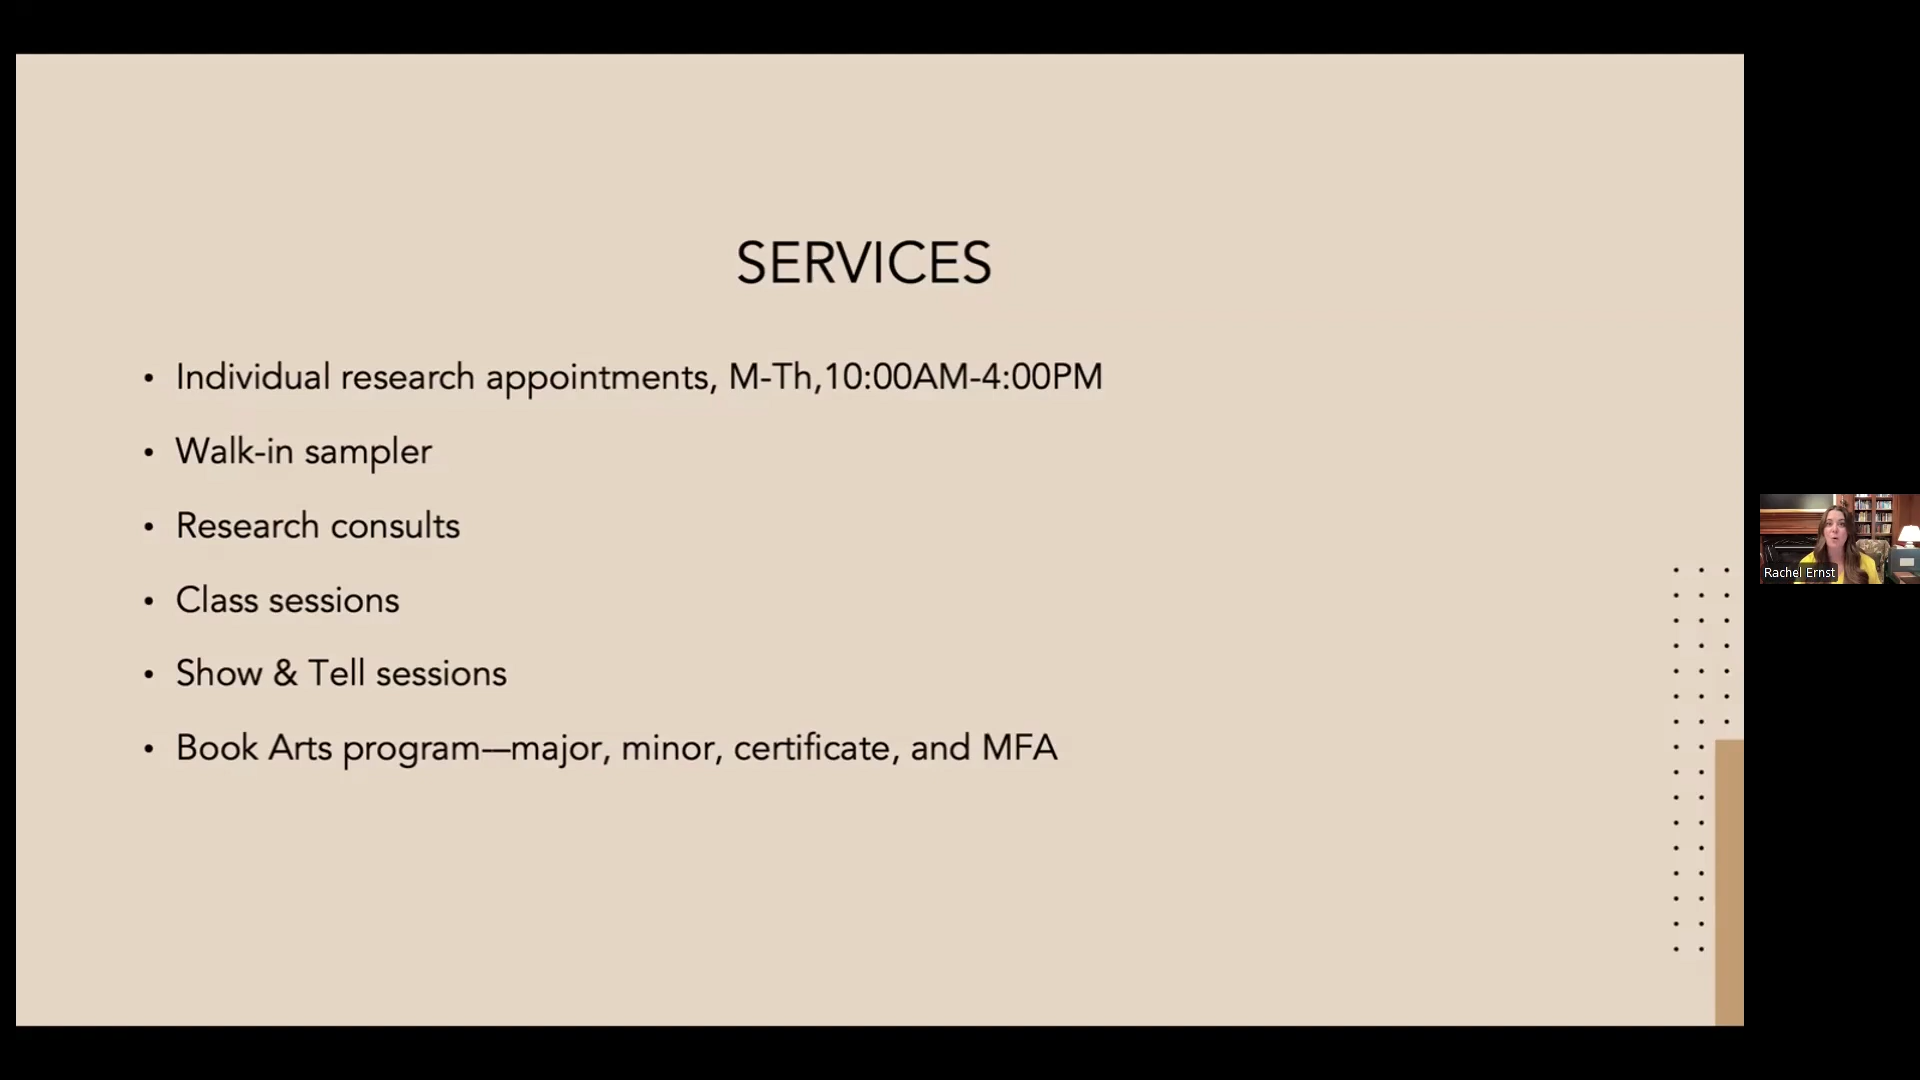 SERVICES
• Individual research appointments, M-Th,10:00AM-4:00PM
• Walk-in sampler
• Research consults
• Class sessions
• Show & Tell sessions
• Book Arts program—major, minor, certificate, and MFA
Rachel Ernst